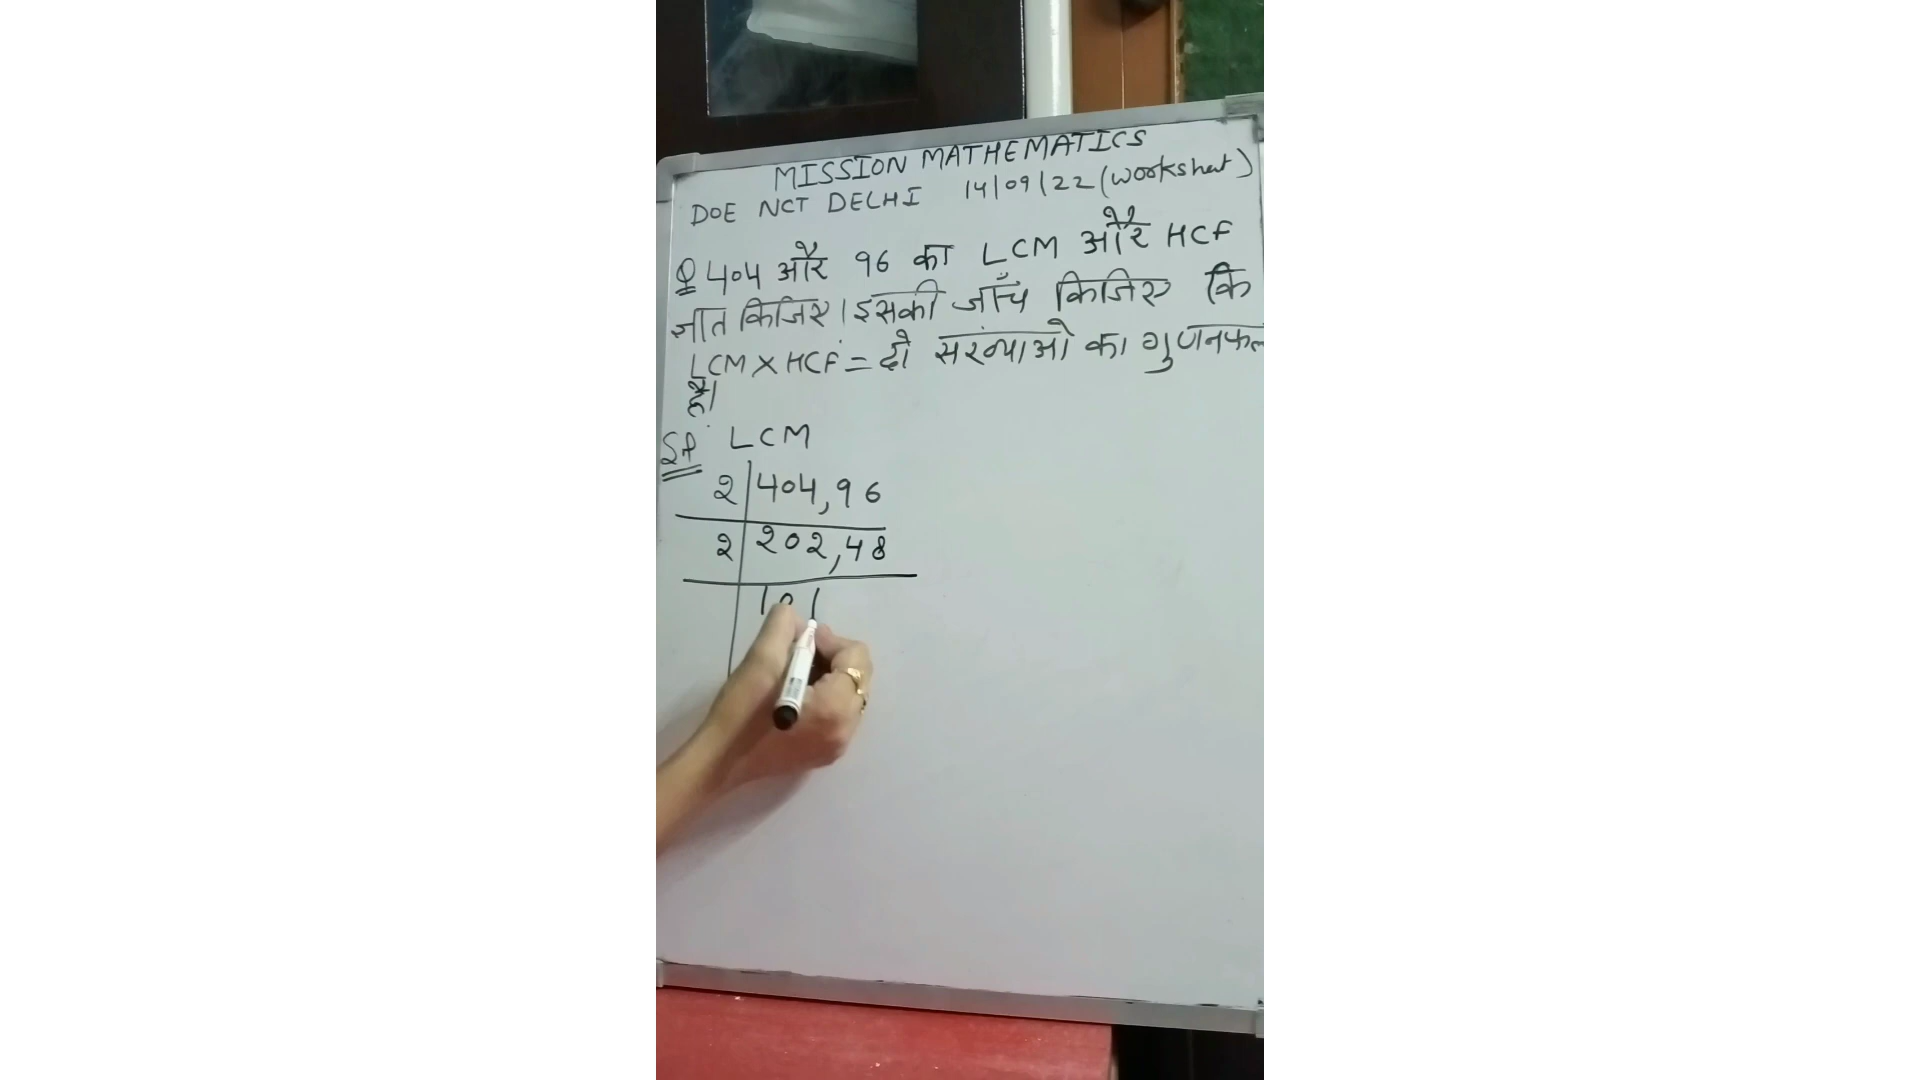 MISSION MATHEMATICS
DOE NCT DELHI 14/09/22 (worksheet)
Q 404 और 96 का LCM और HCF
ज्ञात किजिए। इसकी जाँच किजिए कि
LCM X HCF = दो संख्याओ का गुणनफल
है।
LCM
2 404, 96
2 202, 48
101